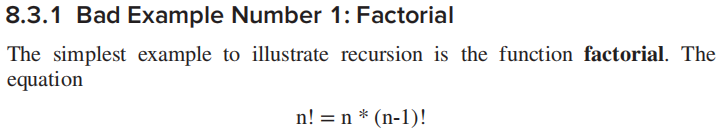 8.3.1 Bad Example Number 1: Factorial
The simplest example to illustrate recursion is the function factorial. The
equation
n! = n * (n-1)!